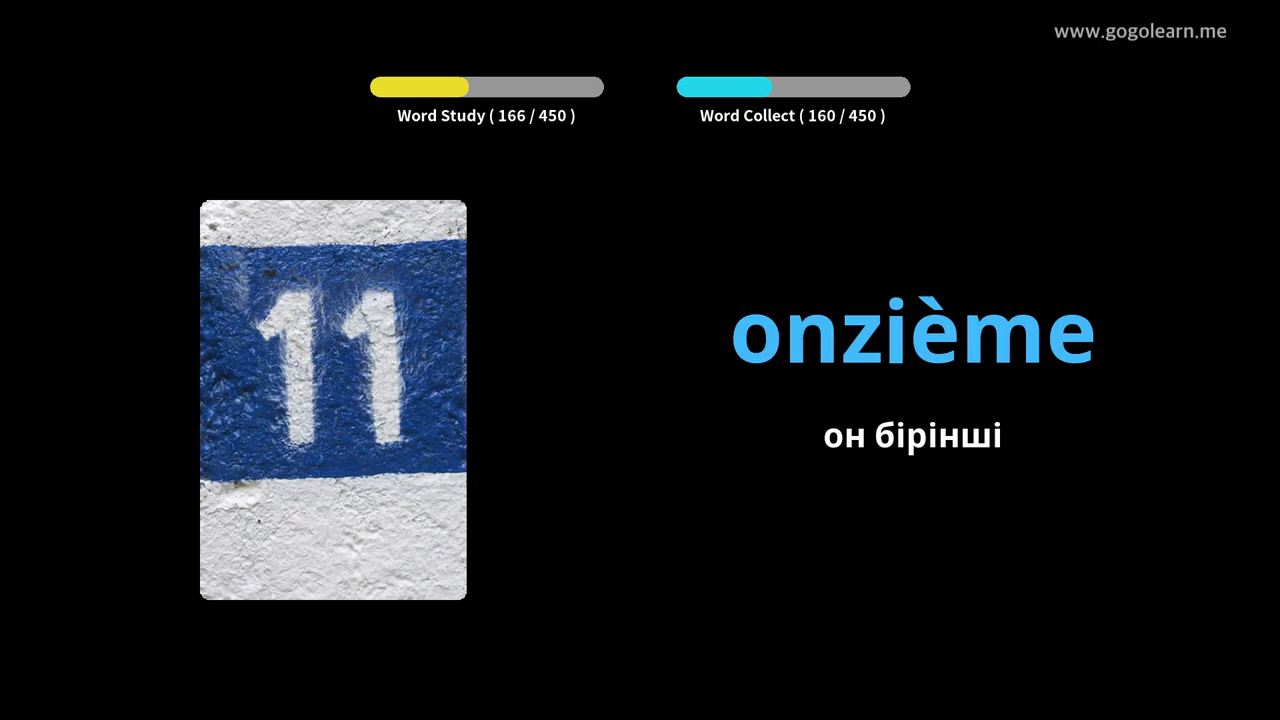 www.gogolearn.me
Word Study ( 166 / 450 )
Word Collect ( 160 / 450 )
11
onzième
он бірінші